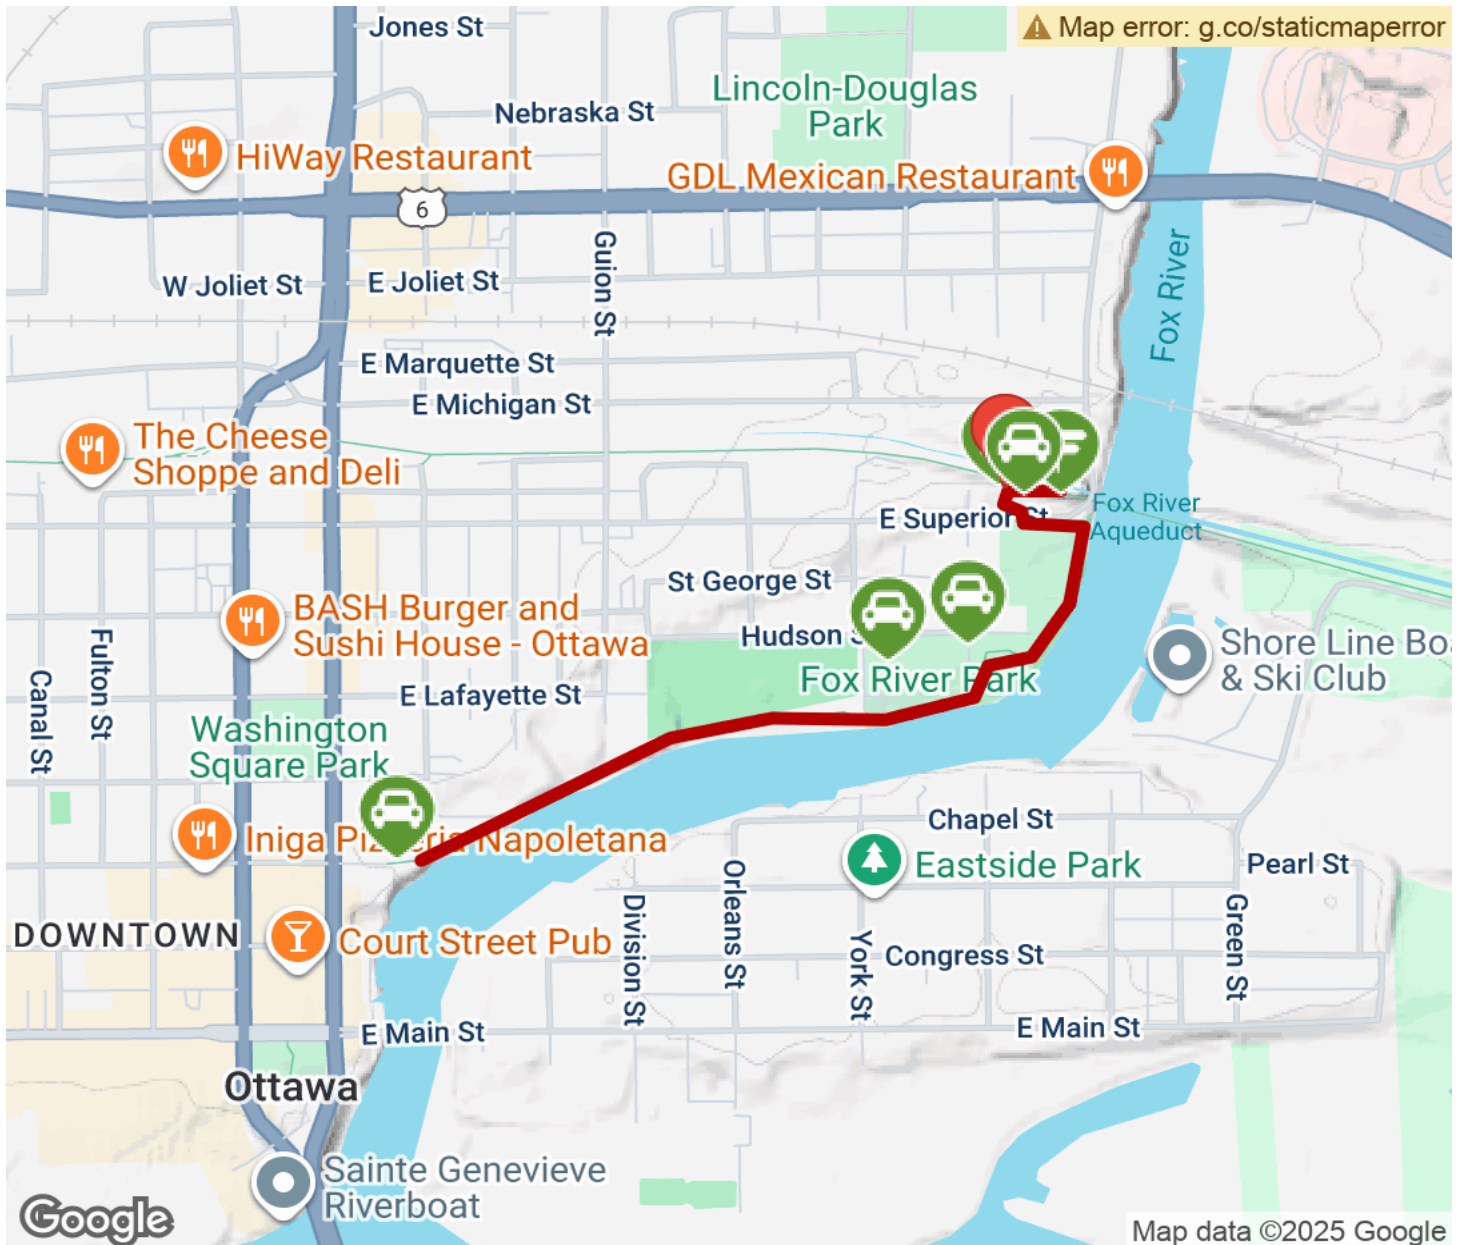 Jones St
Map error: g.co/staticmaperror
Lincoln-Douglas
Park
Nebraska St
HiWay Restaurant
GDL Mexican Restaurant
6
Guion St
Fox River
W Joliet St
E Joliet St
E Marquette St
E Michigan St
The Cheese
Shoppe and Deli
Fox River
Aqueduct
E Superior St
St George St
BASH Burger and
Sushi House - Ottawa
Hudson
Shore Line Bo
& Ski Club
Fox River Park
Canal St
Fulton St
E Lafayette St
Washington
Square Park
Iniga Pizzeria Napoletana
Chapel St
Eastside Park
Pearl St
Orleans St
Division St
York St
Green St
DOWNTOWN
Court Street Pub
Congress St
E Main St
E Main St
Ottawa
Sainte Genevieve
Riverboat
Google
Map data ©2025 Google